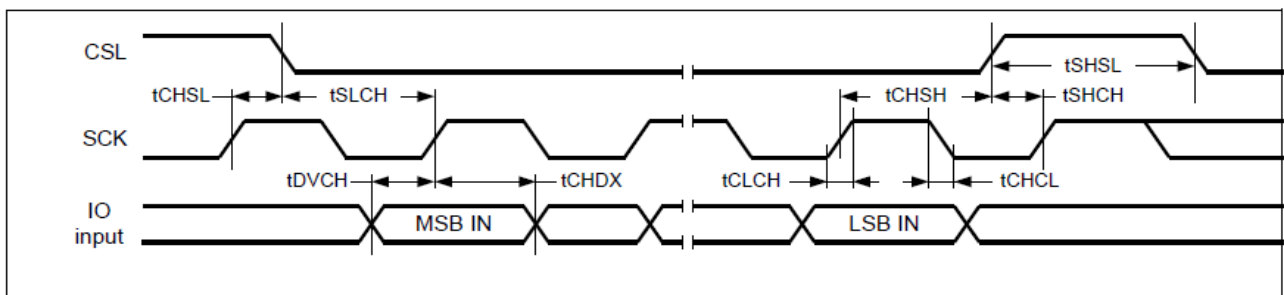 CSL
tSHSL
tCHSL
tSLCH
tCHSH
tSHCH
SCK
tDVCH
tCHDX
tCLCH
tCHCL
IO
input
MSB IN
LSB IN